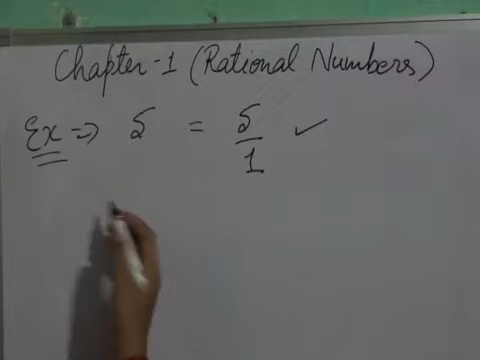 Chapter-1 (Rational Numbers)
Ex => 5 = 5/1 ✓